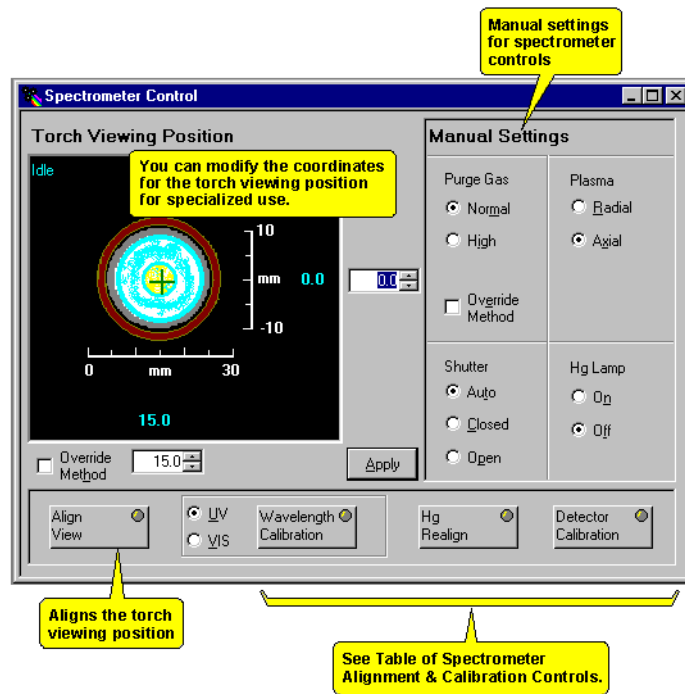 Manual settings
for spectrometer
controls
Spectrometer Control
Torch Viewing Position
Manual Settings
Idle
You can modify the coordinates
for the torch viewing position
for specialized use.
10
mm
0.0
-10
0.0
0
mm
30
15.0
Override
Method
15.0
Apply
Purge Gas
Normal
High
Override
Method
Plasma
Radial
Axial
Shutter
Auto
Closed
Open
Hg Lamp
On
Off
Align
View
UV
VIS
Wavelength
Calibration
Hg
Realign
Detector
Calibration
Aligns the torch
viewing position
See Table of Spectrometer
Alignment & Calibration Controls.